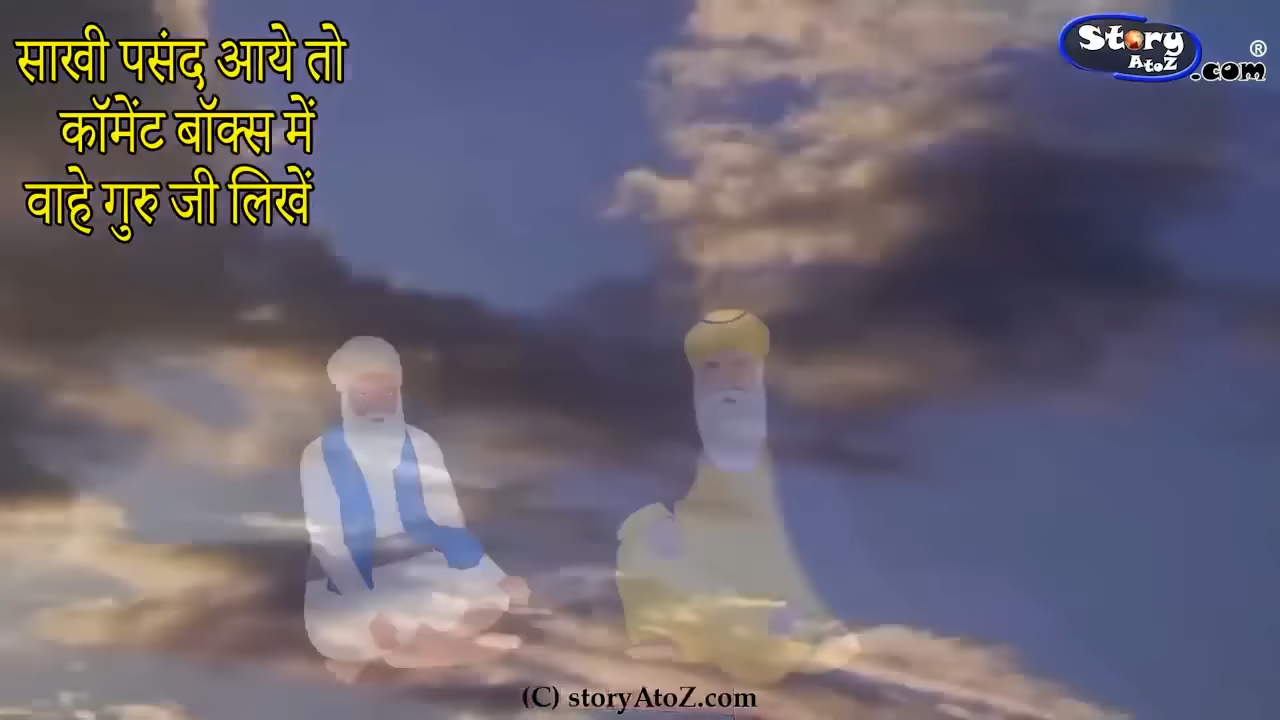 साखी पसंद आये तो
कॉमेंट बॉक्स में
वाहे गुरु जी लिखें
Story
AtoZ
.com
®
(C) storyAtoZ.com